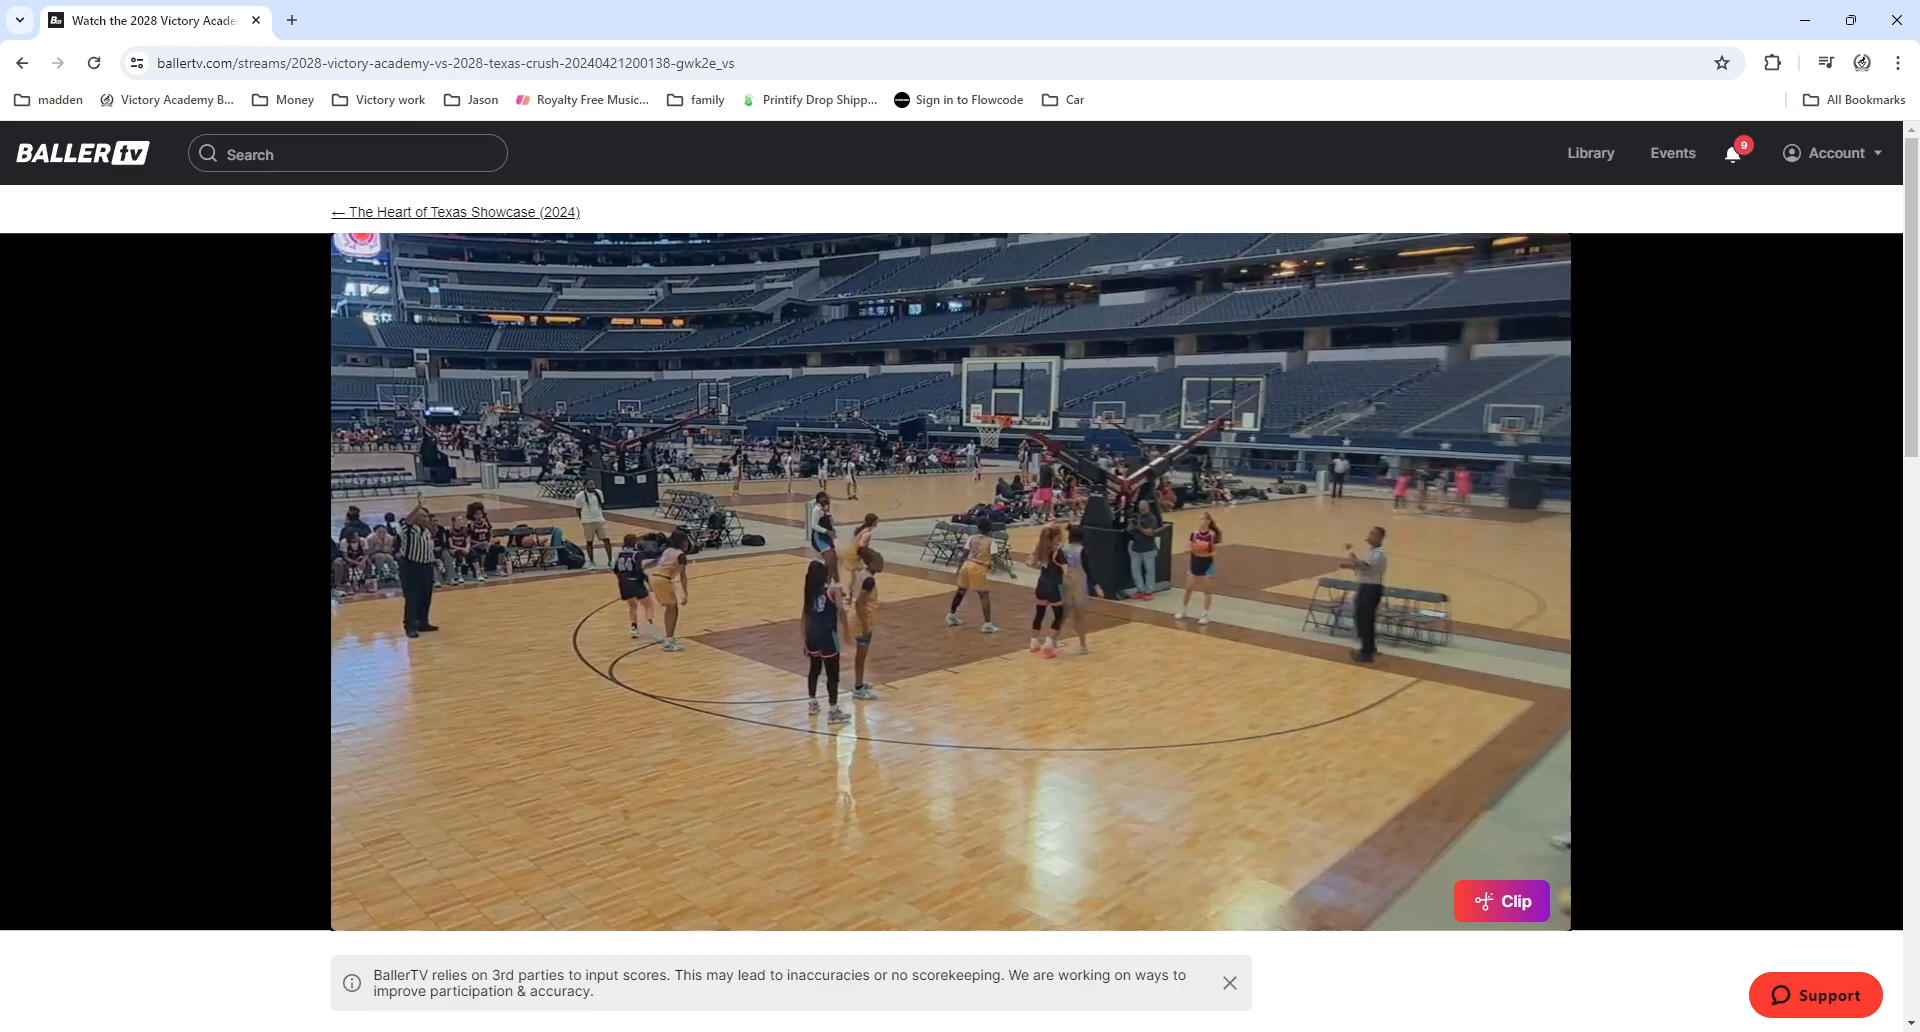 Watch the 2028 Victory Acade
ballertv.com/streams/2028-victory-academy-vs-2028-texas-crush-20240421200138-gwk2e_vs
madden
Victory Academy B...
Money
Victory work
Jason
Royalty Free Music...
family
Printify Drop Shipp...
Sign in to Flowcode
Car
All Bookmarks
BALLER tv
Search
Library
Events
9
Account
← The Heart of Texas Showcase (2024)
Clip
BallerTV relies on 3rd parties to input scores. This may lead to inaccuracies or no scorekeeping. We are working on ways to
improve participation & accuracy.
Support